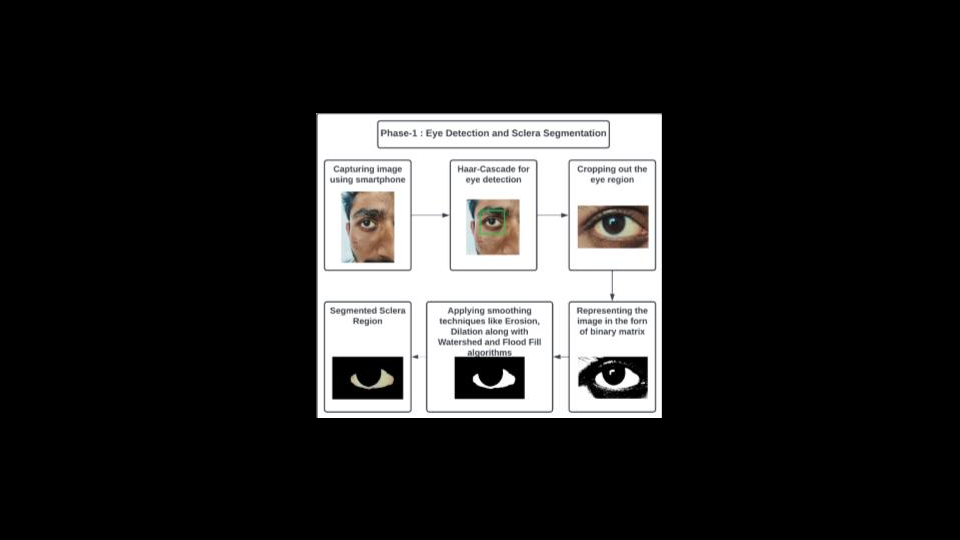 Phase-1 : Eye Detection and Sclera Segmentation
Capturing image
using smartphone
Haar-Cascade for
eye detection
Cropping out the
eye region
Representing the
image in the forn
of binary matrix
Applying smoothing
techniques like Erosion,
Dilation along with
Watershed and Flood Fill
algorithms
Segmented Sclera
Region